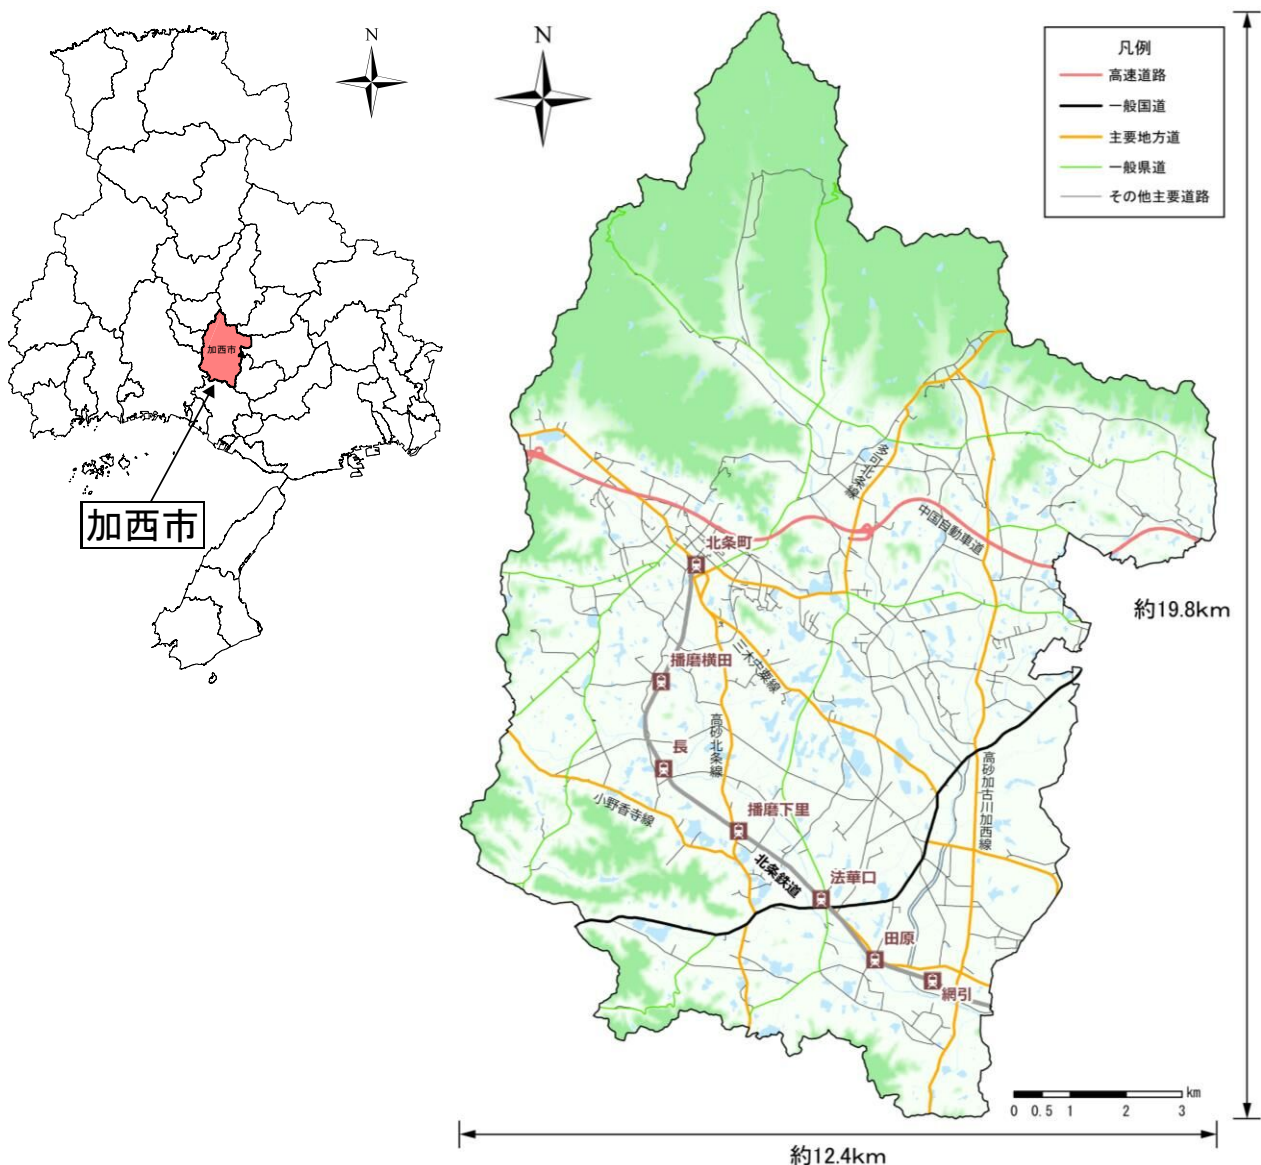 N
加西市
加西市
N
凡例
高速道路
一般国道
主要地方道
一般県道
その他主要道路
多可北条線
中国自動車道
北条町
約19.8km
播磨横田
三木宍粟線
高砂北条線
長
高砂加古川加西線
小野香寺線
播磨下里
北条鉄道
法華口
田原
網引
km
0 0.5 1 2 3
約12.4km